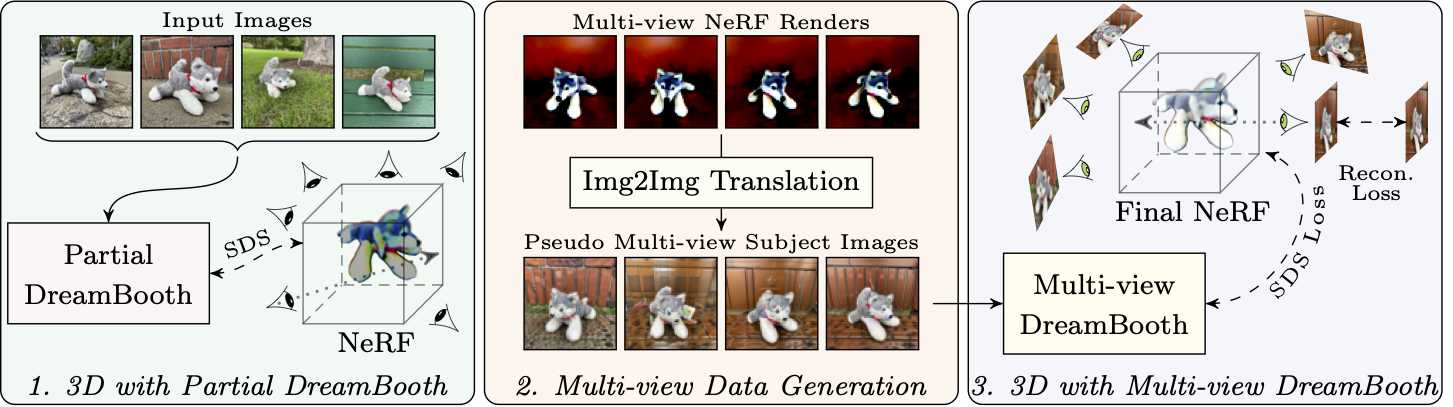 Input Images
Partial
DreamBooth
SDS
NeRF
1. 3D with Partial DreamBooth
Multi-view NeRF Renders
Img2Img Translation
Pseudo Multi-view Subject Images
2. Multi-view Data Generation
Recon.
Loss
Final NeRF
SDS Loss
Multi-view
DreamBooth
3. 3D with Multi-view DreamBooth